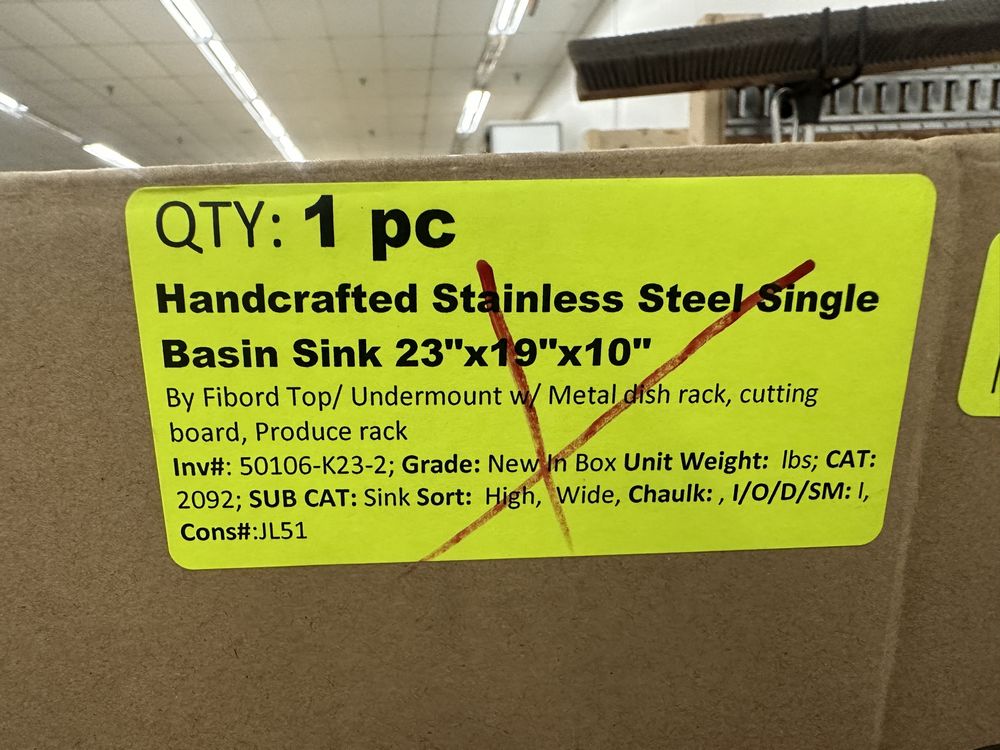 QTY: 1 pc
Handcrafted Stainless Steel Single
Basin Sink 23"x19"x10"
By Fibord Top/ Undermount w/ Metal dish rack, cutting
board, Produce rack
Inv#: 50106-K23-2; Grade: New In Box Unit Weight: lbs; CAT:
2092; SUB CAT: Sink Sort: High, Wide, Chaulk: , I/O/D/SM: I,
Cons#:JL51